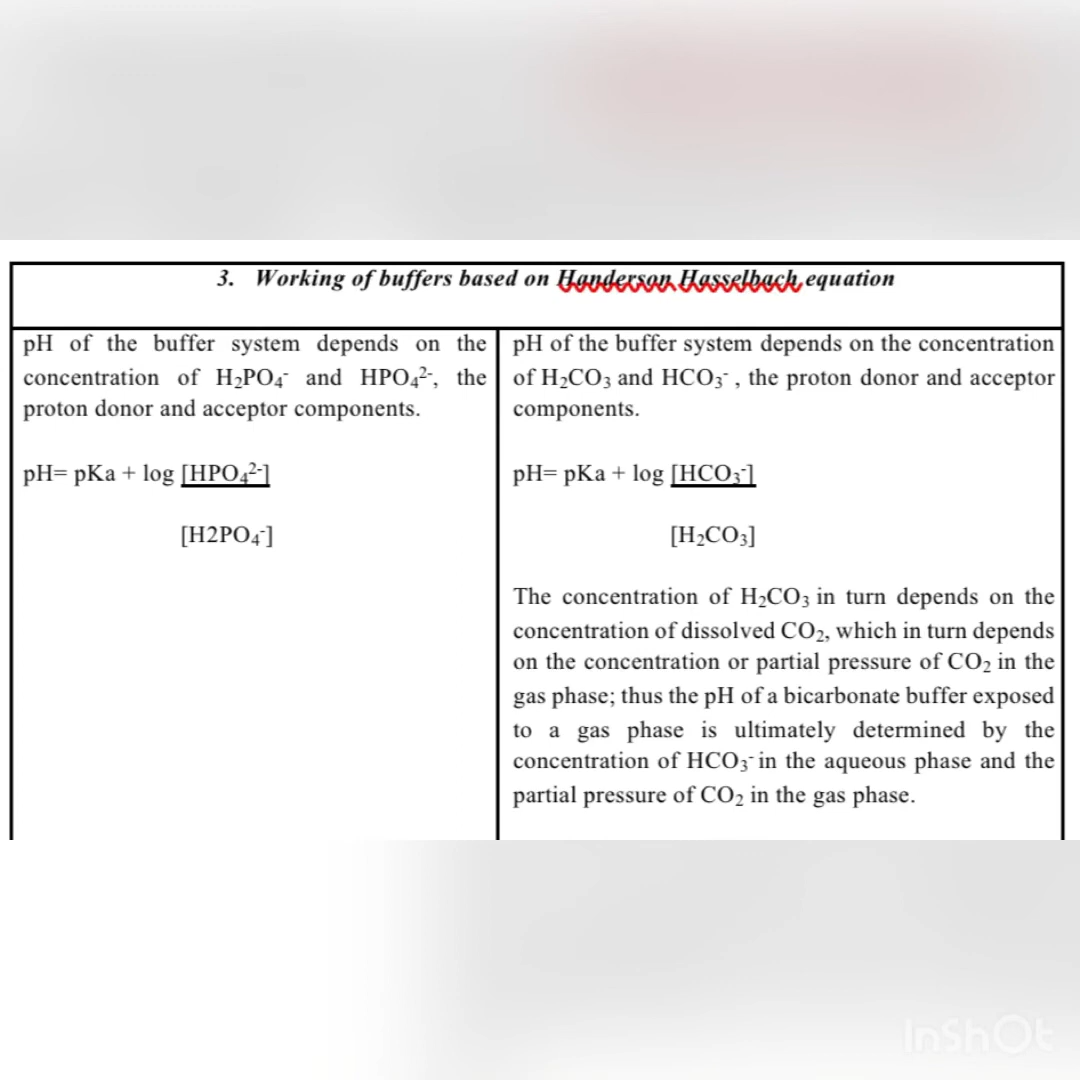 3. Working of buffers based on Handerson Hasselbach equation
pH of the buffer system depends on the
concentration of H₂PO₄⁻ and HPO₄²⁻, the
proton donor and acceptor components.
pH= pKa + log [HPO₄²⁻]
[H2PO₄⁻]
pH of the buffer system depends on the concentration
of H₂CO₃ and HCO₃⁻ , the proton donor and acceptor
components.
pH= pKa + log [HCO₃⁻]
[H₂CO₃]
The concentration of H₂CO₃ in turn depends on the
concentration of dissolved CO₂, which in turn depends
on the concentration or partial pressure of CO₂ in the
gas phase; thus the pH of a bicarbonate buffer exposed
to a gas phase is ultimately determined by the
concentration of HCO₃⁻ in the aqueous phase and the
partial pressure of CO₂ in the gas phase.
InShOt